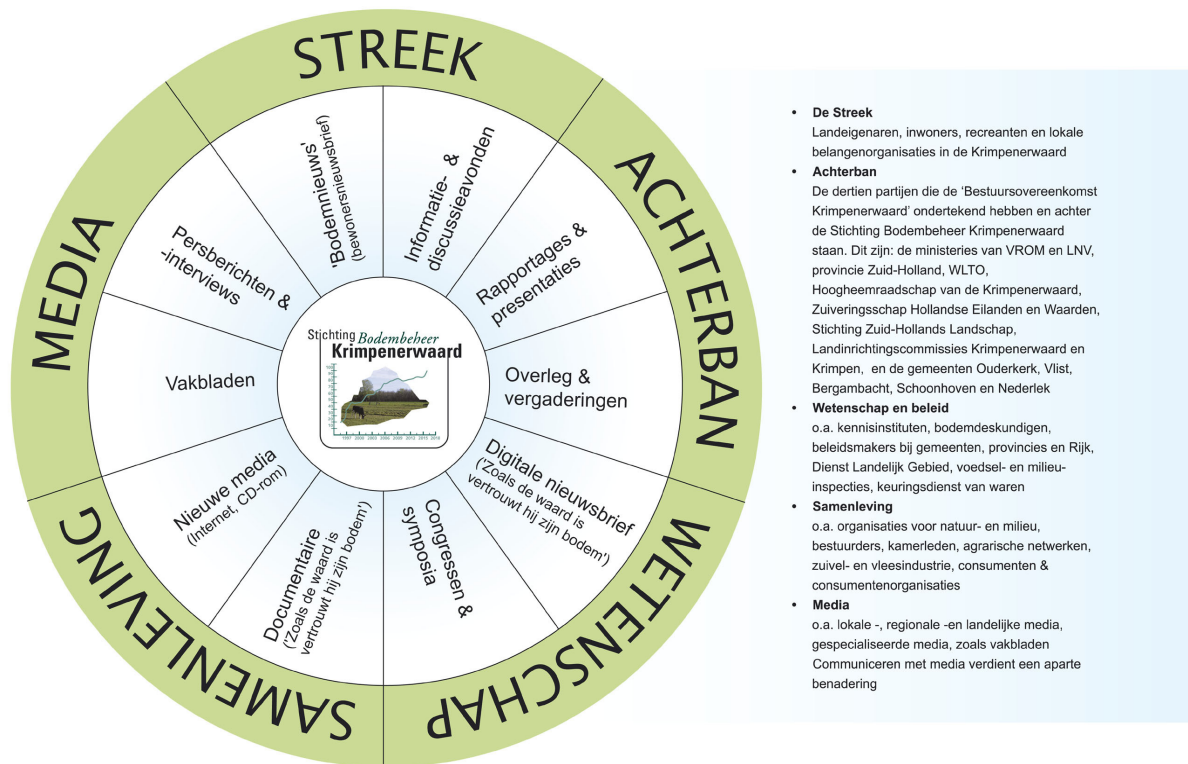 STREEK
ACHTERBAN
WETENSCHAP
SAMENLEVING
MEDIA
'Bodemnieuws'
(bewonersnieuwsbrief)
Informatie- &
discussieavonden
Rapportages &
presentaties
Overleg &
vergaderingen
Digitale nieuwsbrief
('Zoals de waard is
vertrouwt hij zijn bodem')
Congressen &
symposia
Documentaire
('Zoals de waard is
vertrouwt hij zijn bodem')
Nieuwe media
(Internet, CD-rom)
Vakbladen
Persberichten &
-interviews
Stichting Bodembeheer
Krimpenerwaard
• De Streek
Landeigenaren, inwoners, recreanten en lokale
belangenorganisaties in de Krimpenerwaard
• Achterban
De dertien partijen die de ‘Bestuursovereenkomst
Krimpenerwaard’ ondertekend hebben en achter
de Stichting Bodembeheer Krimpenerwaard
staan. Dit zijn: de ministeries van VROM en LNV,
provincie Zuid-Holland, WLTO,
Hoogheemraadschap van de Krimpenerwaard,
Zuiveringsschap Hollandse Eilanden en Waarden,
Stichting Zuid-Hollands Landschap,
Landinrichtingscommissies Krimpenerwaard en
Krimpen, en de gemeenten Ouderkerk, Vlist,
Bergambacht, Schoonhoven en Nederlek
• Wetenschap en beleid
o.a. kennisinstituten, bodemdeskundigen,
beleidsmakers bij gemeenten, provincies en Rijk,
Dienst Landelijk Gebied, voedsel- en milieu-
inspecties, keuringsdienst van waren
• Samenleving
o.a. organisaties voor natuur- en milieu,
bestuurders, kamerleden, agrarische netwerken,
zuivel- en vleesindustrie, consumenten &
consumentenorganisaties
• Media
o.a. lokale -, regionale -en landelijke media,
gespecialiseerde media, zoals vakbladen
Communiceren met media verdient een aparte
benadering